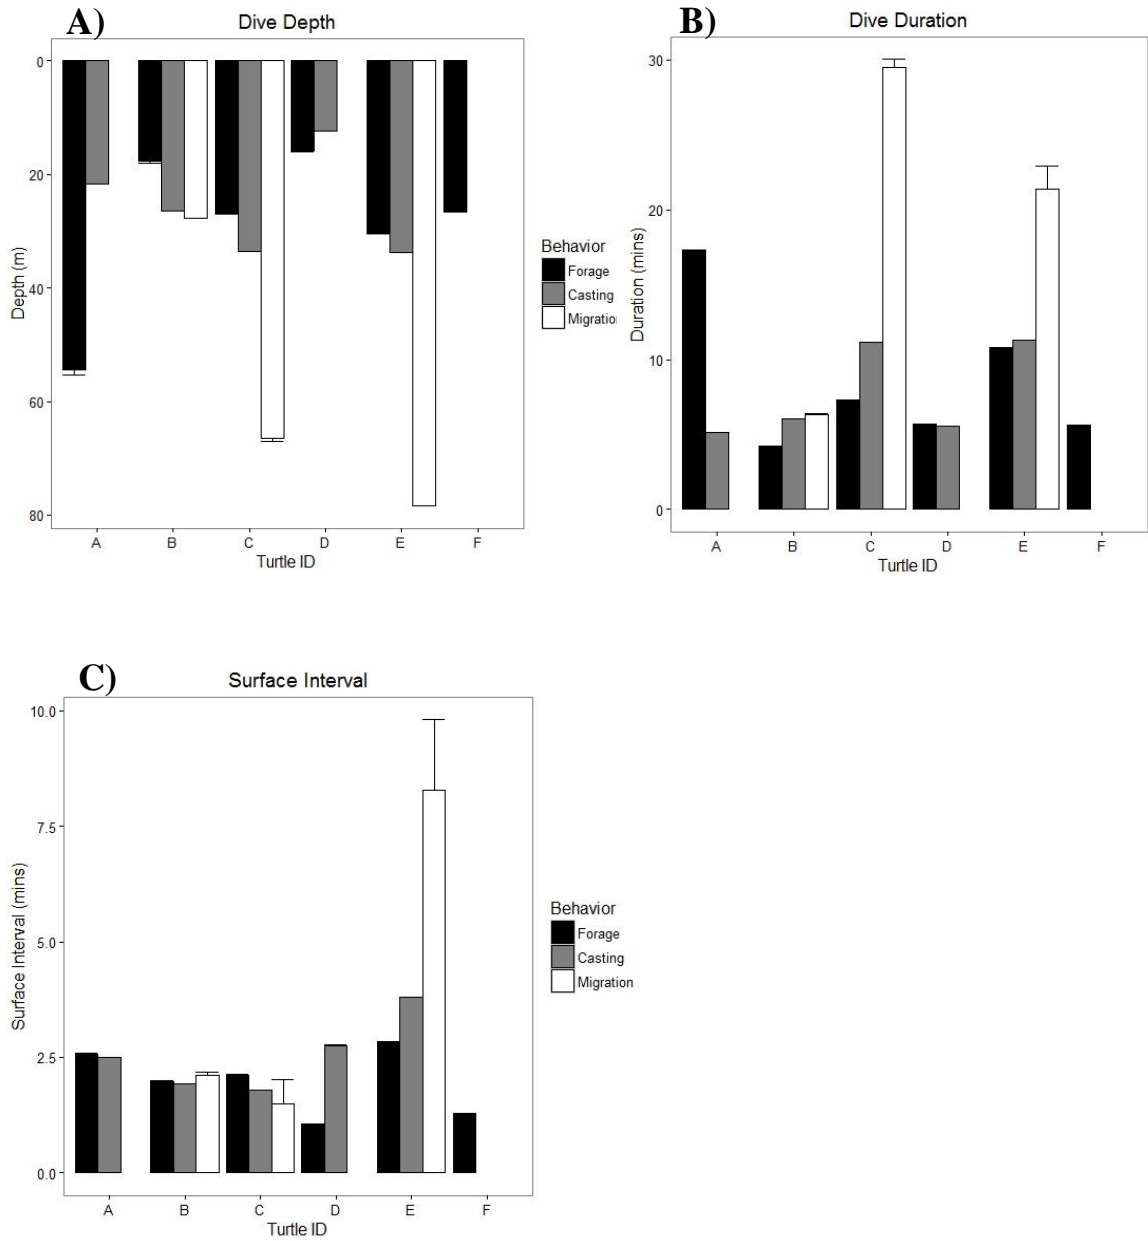 A)
Dive Depth
0
20
40
60
80
Depth (m)
A B C D E F
Turtle ID
Behavior
Forage
Casting
Migratio
B)
Dive Duration
30
20
10
0
Duration (mins)
A B C D E F
Turtle ID
C)
Surface Interval
10.0
7.5
5.0
2.5
0.0
Surface Interval (mins)
A B C D E F
Turtle ID
Behavior
Forage
Casting
Migration